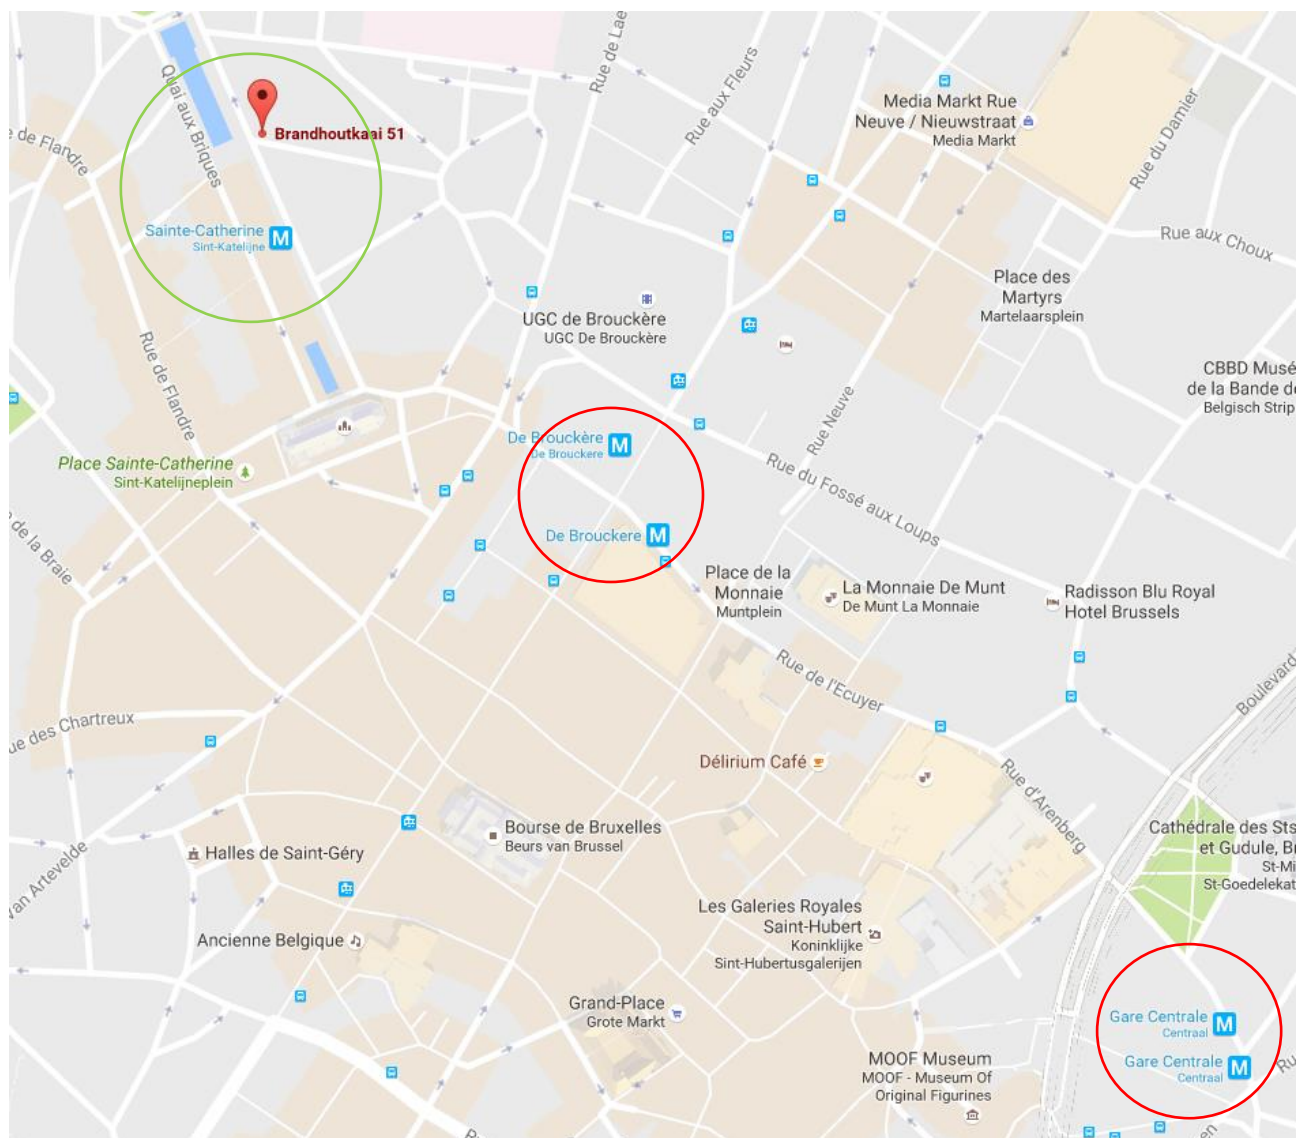 Rue de Lae
Rue aux Fleurs
Quai aux Briques
Brandhoutkaai 51
e de Flandre
Media Markt Rue
Neuve / Nieuwstraat
Media Markt
Rue du Damier
Sainte-Catherine
Sint-Katelijne
M
Rue aux Choux
Place des
Martyrs
Martelaarsplein
UGC de Brouckère
UGC De Brouckère
Rue de Flandre
CBBD Musé
de la Bande de
Belgisch Strip
Rue Neuve
De Brouckère
De Brouckere
M
Place Sainte-Catherine
Sint-Katelijneplein
Rue du Fossé aux Loups
De Brouckere
M
e de la Braie
Place de la
Monnaie
Muntplein
La Monnaie De Munt
De Munt La Monnaie
Radisson Blu Royal
Hotel Brussels
Rue de l'Ecuyer
Boulevard
ue des Chartreux
Délirium Café
Rue d'Arenberg
Bourse de Bruxelles
Beurs van Brussel
Cathédrale des Sts
et Gudule, Br
St-Mi
St-Goedelekat
Halles de Saint-Géry
van Artevelde
Les Galeries Royales
Saint-Hubert
Koninklijke
Sint-Hubertusgalerijen
Ancienne Belgique
Grand-Place
Grote Markt
Gare Centrale
Centraal
M
Gare Centrale
Centraal
M
MOOF Museum
MOOF - Museum Of
Original Figurines
Ru
Ru
en